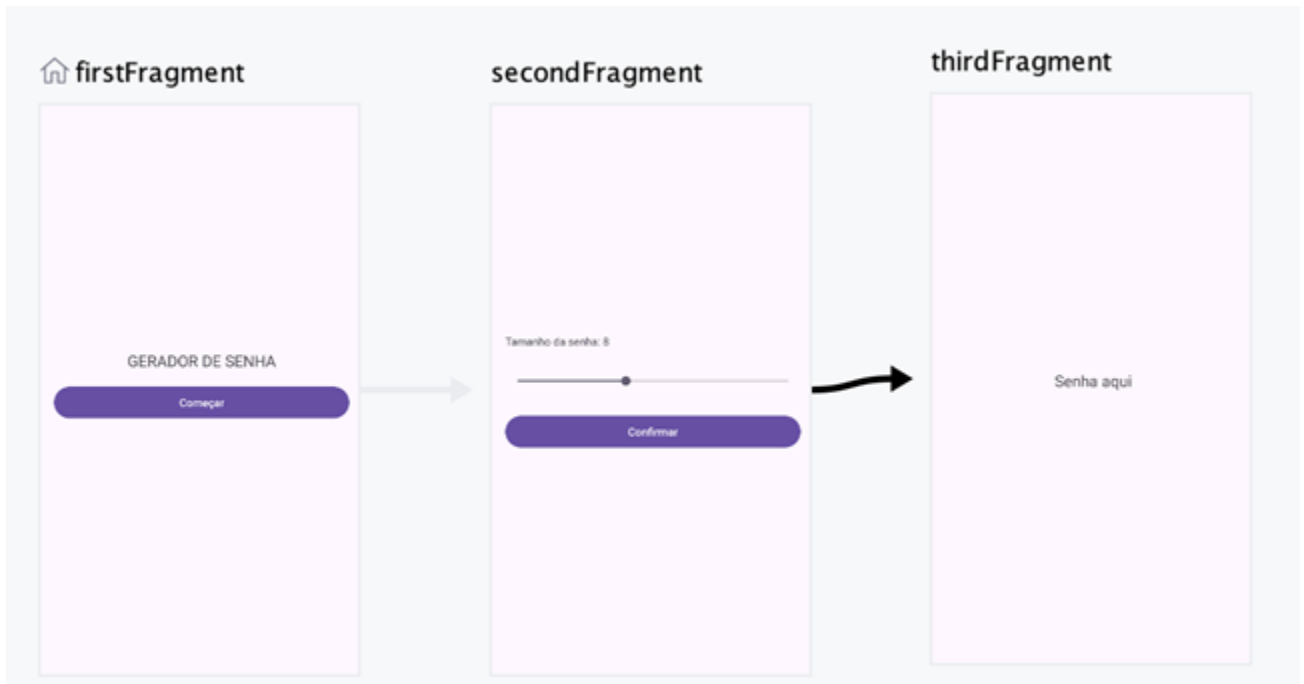 firstFragment
GERADOR DE SENHA
Começar
secondFragment
Tamanho da senha: 8
Confirmar
thirdFragment
Senha aqui